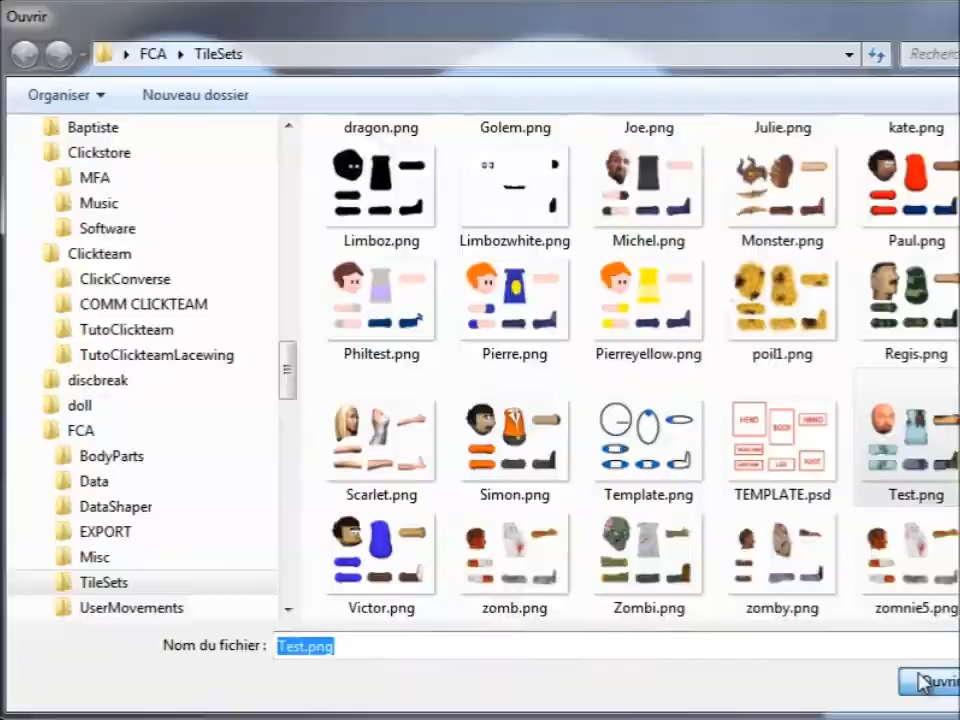 Ouvrir
FCA TileSets
Recherc
Organiser Nouveau dossier
Baptiste
Clickstore
MFA
Music
Software
Clickteam
ClickConverse
COMM CLICKTEAM
TutoClickteam
TutoClickteamLacewing
discbreak
doll
FCA
BodyParts
Data
DataShaper
EXPORT
Misc
TileSets
UserMovements
dragon.png Golem.png Joe.png Julie.png kate.png
Limboz.png Limbozwhite.png Michel.png Monster.png Paul.png
Philtest.png Pierre.png Pierreyellow.png poil1.png Regis.png
HEAD BODY HAND
LEG FOOT
Scarlet.png Simon.png Template.png TEMPLATE.psd Test.png
Victor.png zomb.png Zombi.png zomby.png zomnie5.png
Nom du fichier : Test.png
Ouvrir